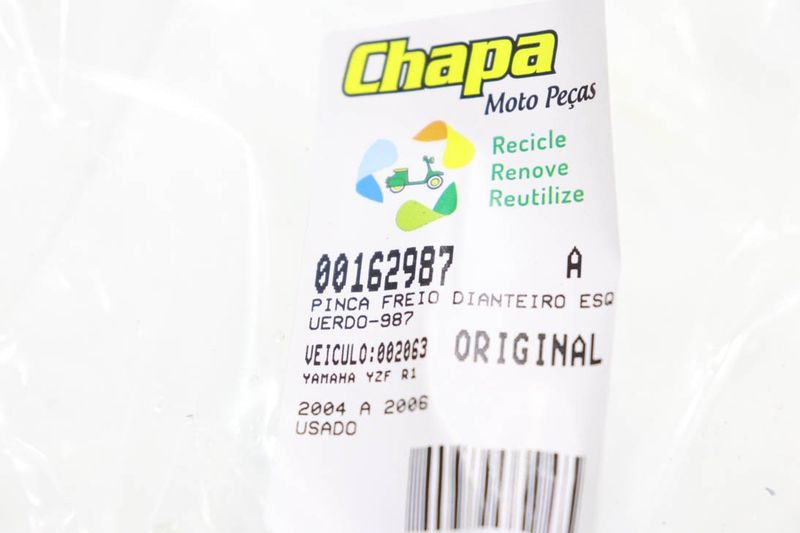 Chapa
Moto Peças
Recicle
Renove
Reutilize
00162987 A
PINCA FREIO DIANTEIRO ESQ
UERDO-987
VEICULO:002063 ORIGINAL
YAMAHA YZF R1
2004 A 2006
USADO